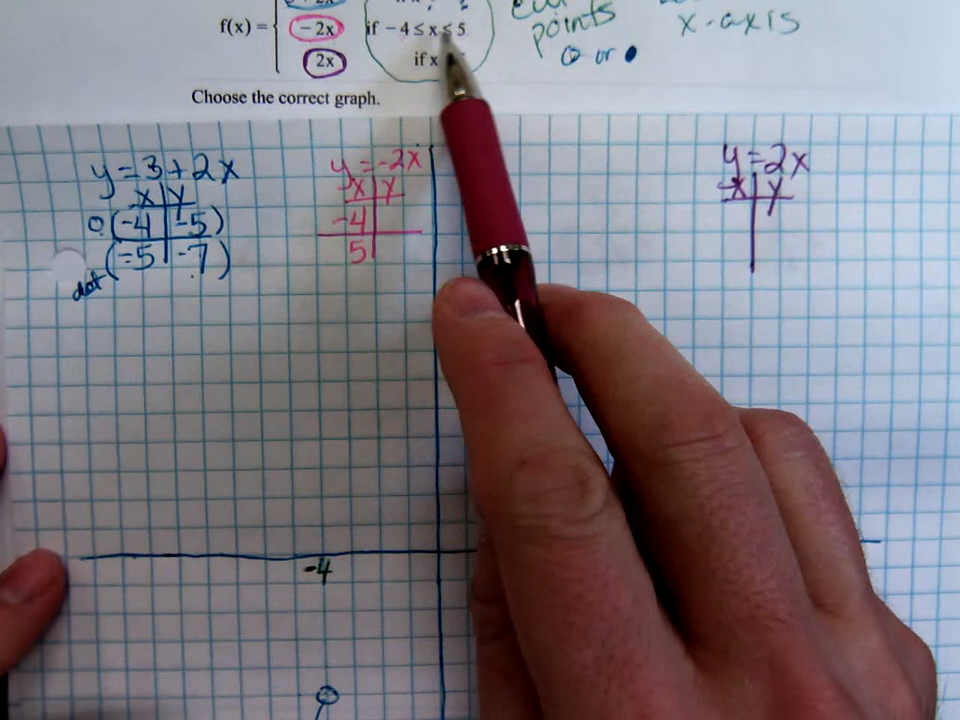 f(x) =
− 2x if − 4 ≤ x ≤ 5
2x if x
points
x-axis
or
Choose the correct graph.
y=3+2x
x y
(-4 -5)
(-5 -7)
dot
y=-2x
x y
-4
5
y=2x
x y
-4